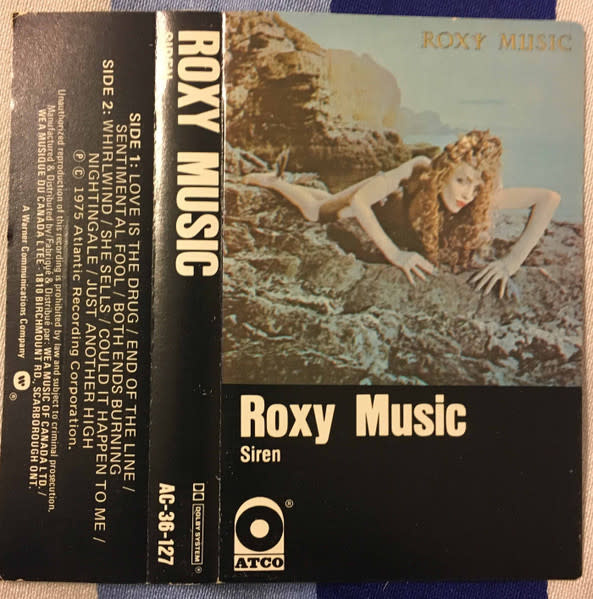 Unauthorized reproduction of this recording is prohibited by law and subject to criminal prosecution.
Manufactured & Distributed by / Fabriqué & Distribué par: WEA MUSIC OF CANADA LTD. /
WEA MUSIQUE DU CANADA LTEE - 1810 BIRCHMOUNT RD., SCARBOROUGH ONT.
A Warner Communications Company ®
SIDE 1: LOVE IS THE DRUG / END OF THE LINE /
SENTIMENTAL FOOL / BOTH ENDS BURNING
SIDE 2: WHIRLWIND / SHE SELLS / COULD IT HAPPEN TO ME /
NIGHTINGALE / JUST ANOTHER HIGH
℗ © 1975 Atlantic Recording Corporation.
ROXY MUSIC
SIREN
DOLBY SYSTEM ®
AC-36-127
ROXY MUSIC
Roxy Music
Siren
®
ATCO